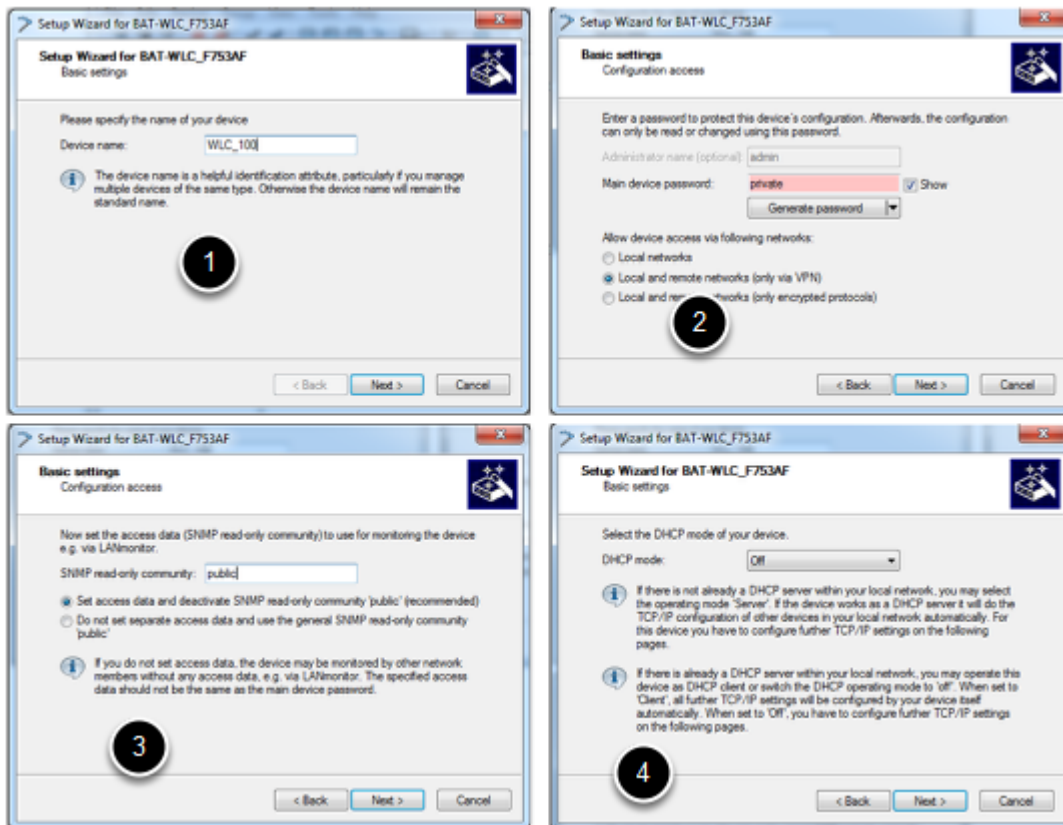 Setup Wizard for BAT-WLC_F753AF
Setup Wizard for BAT-WLC_F753AF
Basic settings
Please specify the name of your device
Device name: WLC_100
The device name is a helpful identification attribute, particularly if you manage
multiple devices of the same type. Otherwise the device name will remain the
standard name.
1
< Back Next > Cancel
Setup Wizard for BAT-WLC_F753AF
Basic settings
Configuration access
Enter a password to protect this device's configuration. Afterwards, the configuration
can only be read or changed using this password.
Administrator name (optional): admin
Main device password: private Show
Generate password
Allow device access via following networks:
Local networks
Local and remote networks (only via VPN)
Local and remote networks (only encrypted protocols)
2
< Back Next > Cancel
Setup Wizard for BAT-WLC_F753AF
Basic settings
Configuration access
Now set the access data (SNMP read-only community) to use for monitoring the device
e.g. via LANmonitor.
SNMP read-only community: public
Set access data and deactivate SNMP read-only community 'public' (recommended)
Do not set separate access data and use the general SNMP read-only community
'public'
If you do not set access data, the device may be monitored by other network
members without any access data, e.g. via LANmonitor. The specified access
data should not be the same as the main device password.
3
< Back Next > Cancel
Setup Wizard for BAT-WLC_F753AF
Setup Wizard for BAT-WLC_F753AF
Basic settings
Select the DHCP mode of your device.
DHCP mode: Off
If there is not already a DHCP server within your local network, you may select
the operating mode 'Server'. If the device works as a DHCP server it will do the
TCP/IP configuration of other devices in your local network automatically. For
this device you have to configure further TCP/IP settings on the following
pages.
If there is already a DHCP server within your local network, you may operate this
device as DHCP client or switch the DHCP operating mode to 'off'. When set to
'Client', all further TCP/IP settings will be configured by your device itself
automatically. When set to 'Off', you have to configure further TCP/IP settings
on the following pages.
4
< Back Next > Cancel